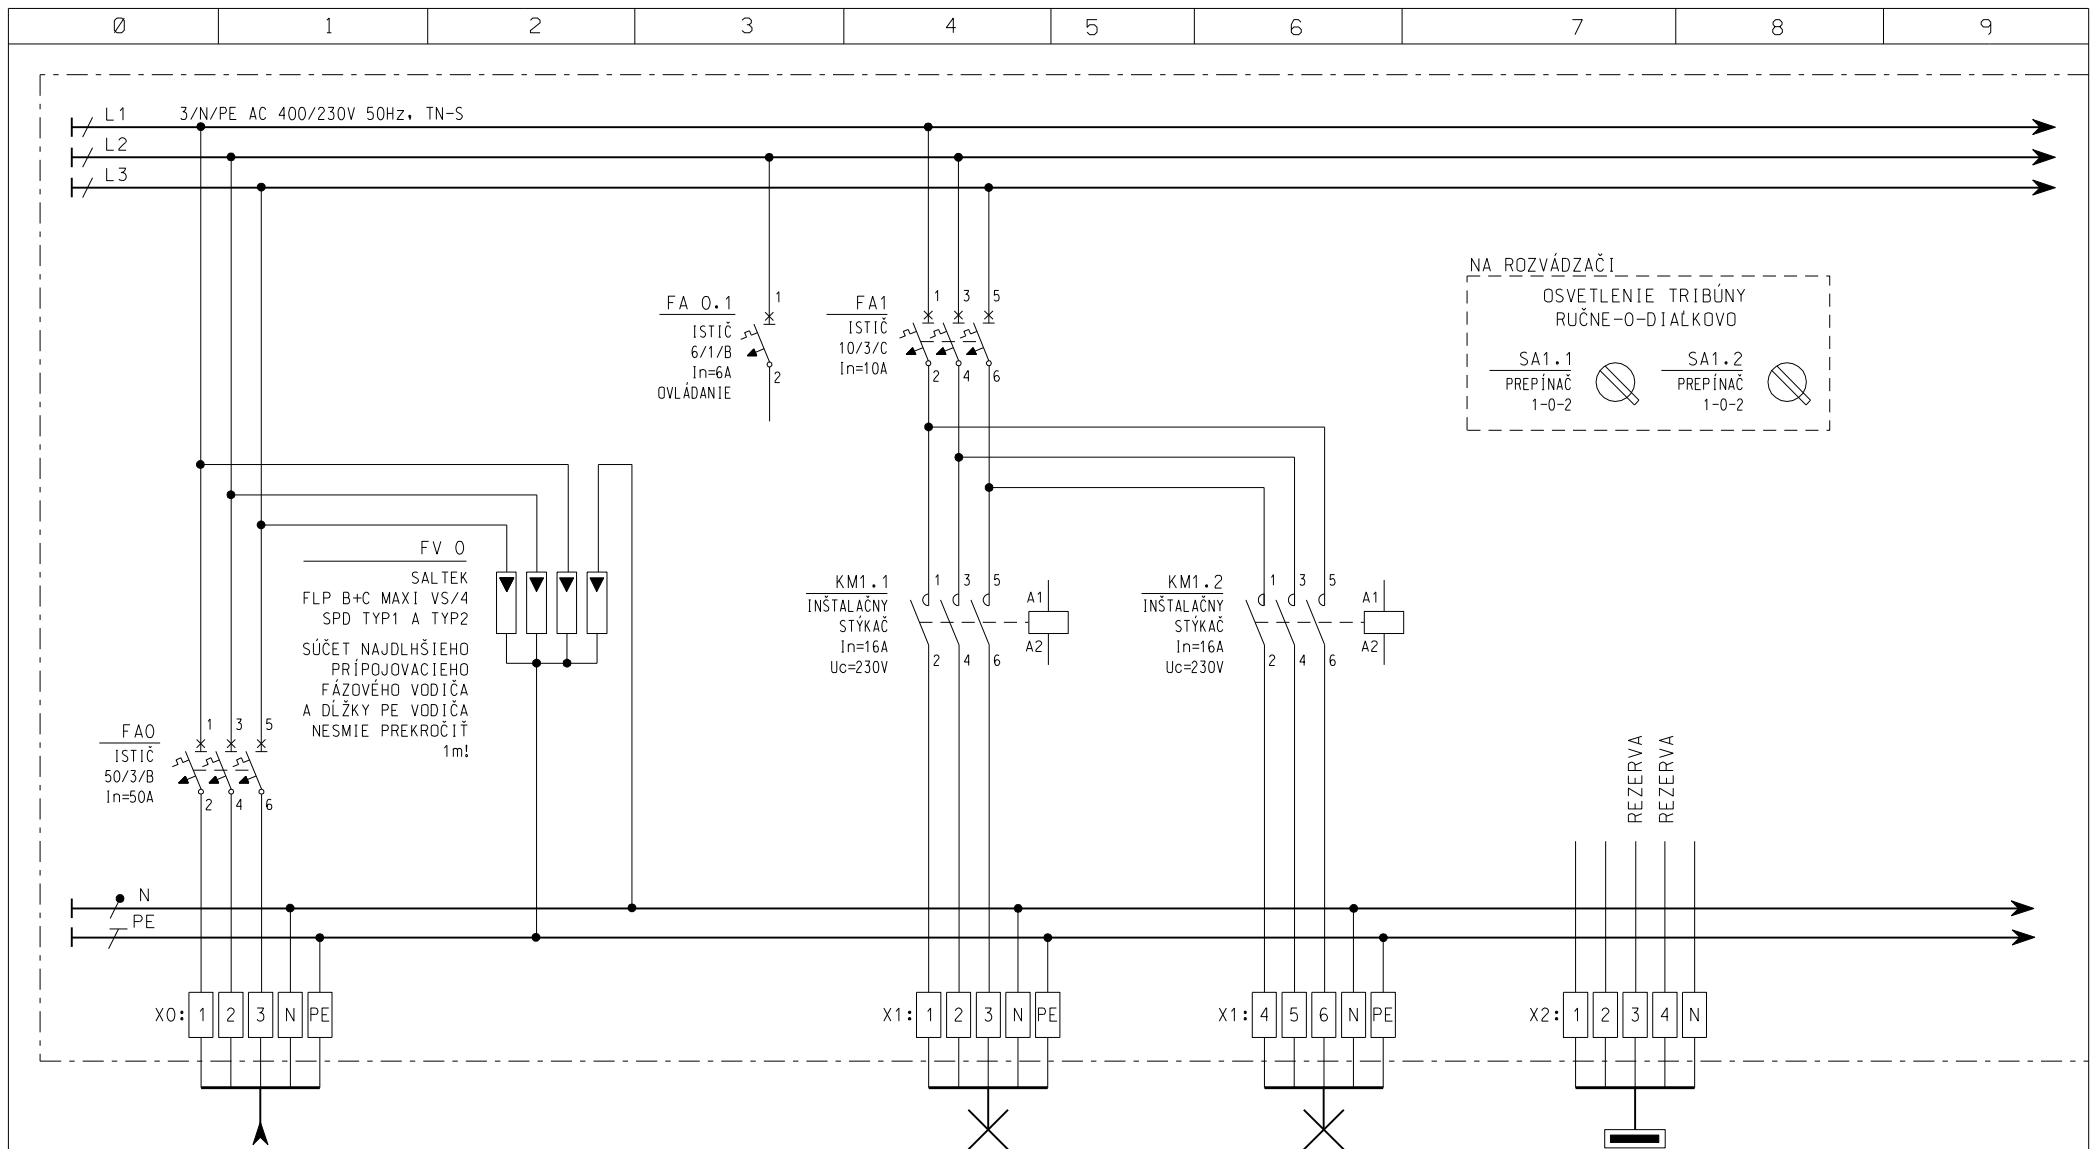 0 1 2 3 4 5 6 7 8 9
L1 3/N/PE AC 400/230V 50Hz, TN-S
L2
L3
NA ROZVÁDZAČI
OSVETLENIE TRIBÚNY
RUČNE-0-DIAĽKOVO
SA1.1
PREPÍNAČ
1-0-2
SA1.2
PREPÍNAČ
1-0-2
FA 0.1
ISTIČ
6/1/B
In=6A
OVLÁDANIE
1
2
FA1
ISTIČ
10/3/C
In=10A
1 3 5
2 4 6
FV 0
SALTEK
FLP B+C MAXI VS/4
SPD TYP1 A TYP2
SÚČET NAJDLHŠIEHO
PRÍPOJOVACIEHO
FÁZOVÉHO VODIČA
A DĹŽKY PE VODIČA
NESMIE PREKROČIŤ
1m!
KM1.1
INŠTALAČNY
STÝKAČ
In=16A
Uc=230V
1 3 5
2 4 6
A1
A2
KM1.2
INŠTALAČNY
STÝKAČ
In=16A
Uc=230V
1 3 5
2 4 6
A1
A2
FA0
ISTIČ
50/3/B
In=50A
1 3 5
2 4 6
REZERVA
REZERVA
N
PE
X0: 1 2 3 N PE
X1: 1 2 3 N PE
X1: 4 5 6 N PE
X2: 1 2 3 4 N